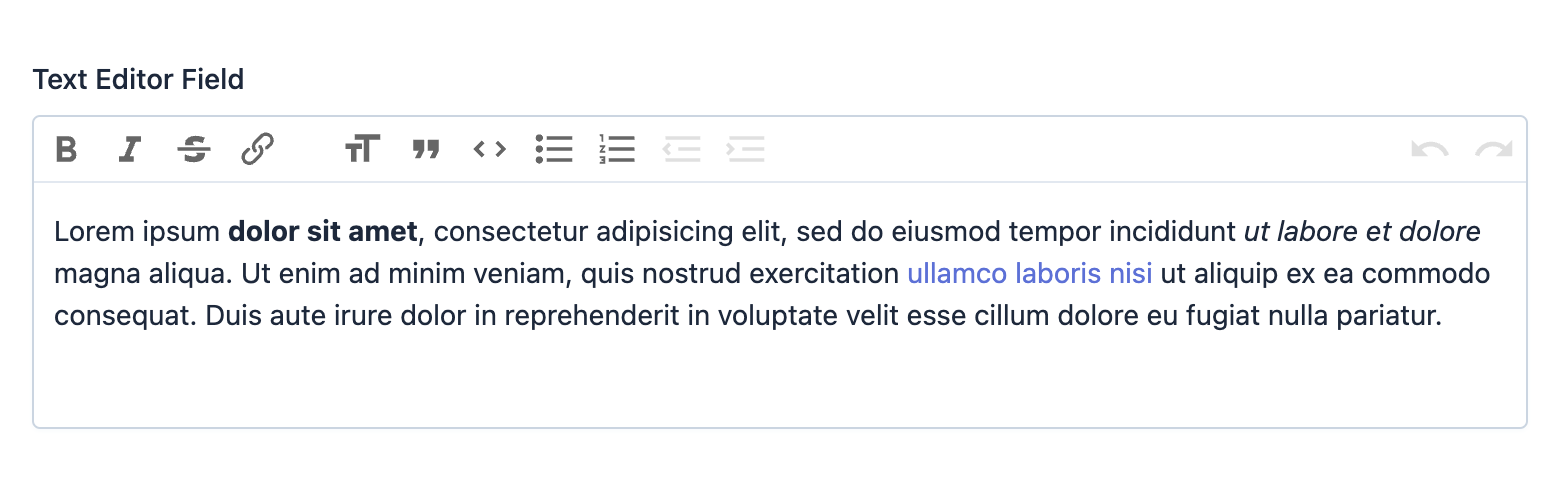 Text Editor Field
Lorem ipsum dolor sit amet, consectetur adipisicing elit, sed do eiusmod tempor incididunt ut labore et dolore
magna aliqua. Ut enim ad minim veniam, quis nostrud exercitation ullamco laboris nisi ut aliquip ex ea commodo
consequat. Duis aute irure dolor in reprehenderit in voluptate velit esse cillum dolore eu fugiat nulla pariatur.